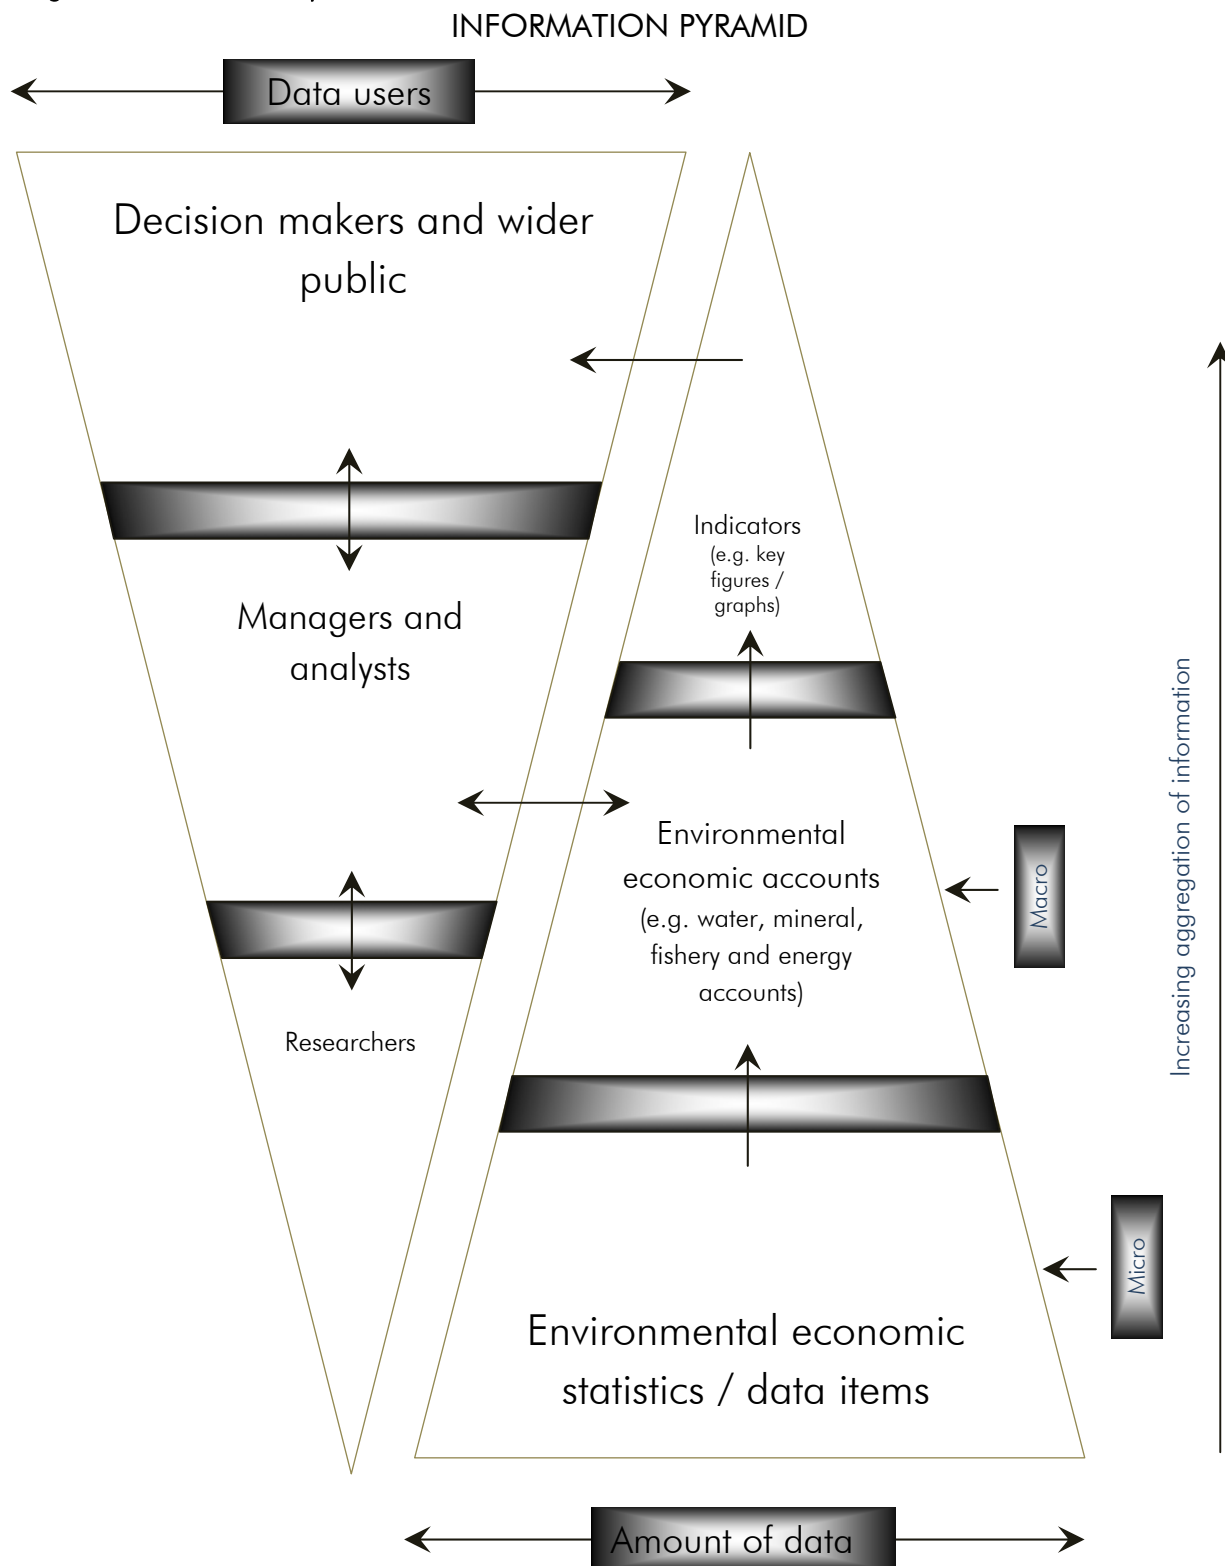 INFORMATION PYRAMID
Data users
Decision makers and wider
public
Indicators
(e.g. key
figures /
graphs)
Managers and
analysts
Environmental
economic accounts
(e.g. water, mineral,
fishery and energy
accounts)
Macro
Increasing aggregation of information
Researchers
Micro
Environmental economic
statistics / data items
Amount of data